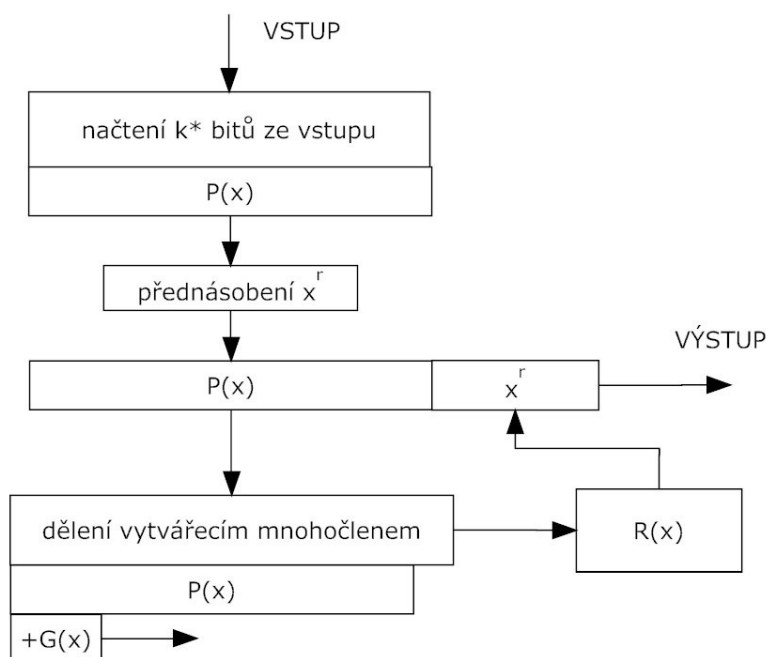 VSTUP
načtení k* bitů ze vstupu
P(x)
přednásobení x^r
VÝSTUP
P(x)
x^r
dělení vytvářecím mnohočlenem
R(x)
P(x)
+G(x)